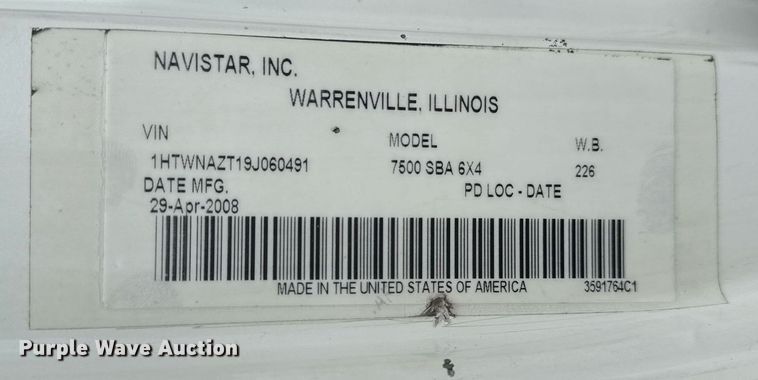 NAVISTAR, INC.
WARRENVILLE, ILLINOIS
VIN MODEL W.B.
1HTWNAZT19J060491 7500 SBA 6X4 226
DATE MFG. PD LOC - DATE
29-Apr-2008
MADE IN THE UNITED STATES OF AMERICA 3591764C1
Purple Wave Auction